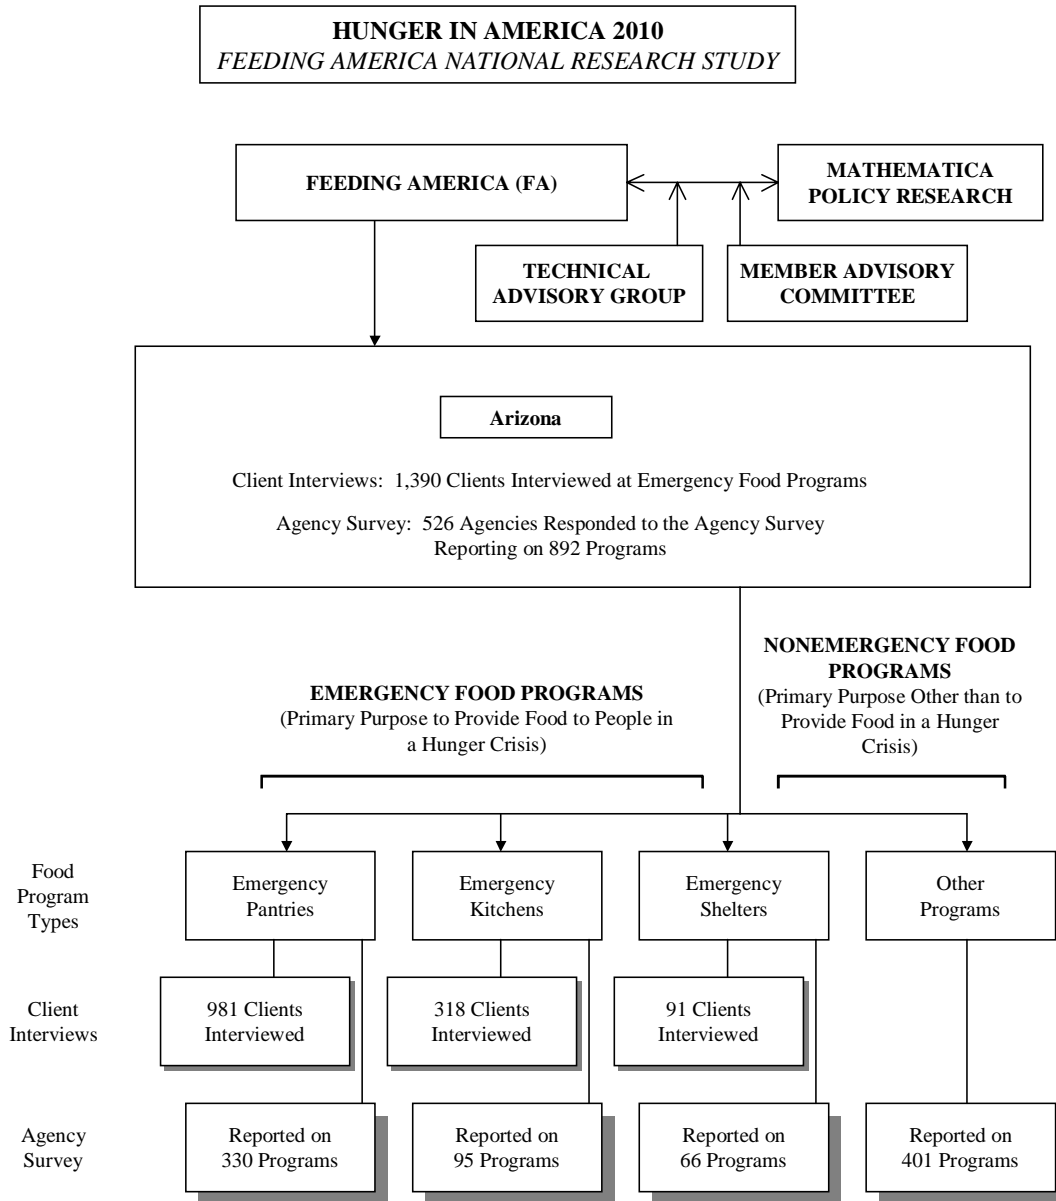 HUNGER IN AMERICA 2010
FEEDING AMERICA NATIONAL RESEARCH STUDY
FEEDING AMERICA (FA)
MATHEMATICA
POLICY RESEARCH
TECHNICAL
ADVISORY GROUP
MEMBER ADVISORY
COMMITTEE
Arizona
Client Interviews: 1,390 Clients Interviewed at Emergency Food Programs
Agency Survey: 526 Agencies Responded to the Agency Survey
Reporting on 892 Programs
EMERGENCY FOOD PROGRAMS
(Primary Purpose to Provide Food to People in
a Hunger Crisis)
NONEMERGENCY FOOD
PROGRAMS
(Primary Purpose Other than to
Provide Food in a Hunger
Crisis)
Food
Program
Types
Emergency
Pantries
Emergency
Kitchens
Emergency
Shelters
Other
Programs
Client
Interviews
981 Clients
Interviewed
318 Clients
Interviewed
91 Clients
Interviewed
Agency
Survey
Reported on
330 Programs
Reported on
95 Programs
Reported on
66 Programs
Reported on
401 Programs